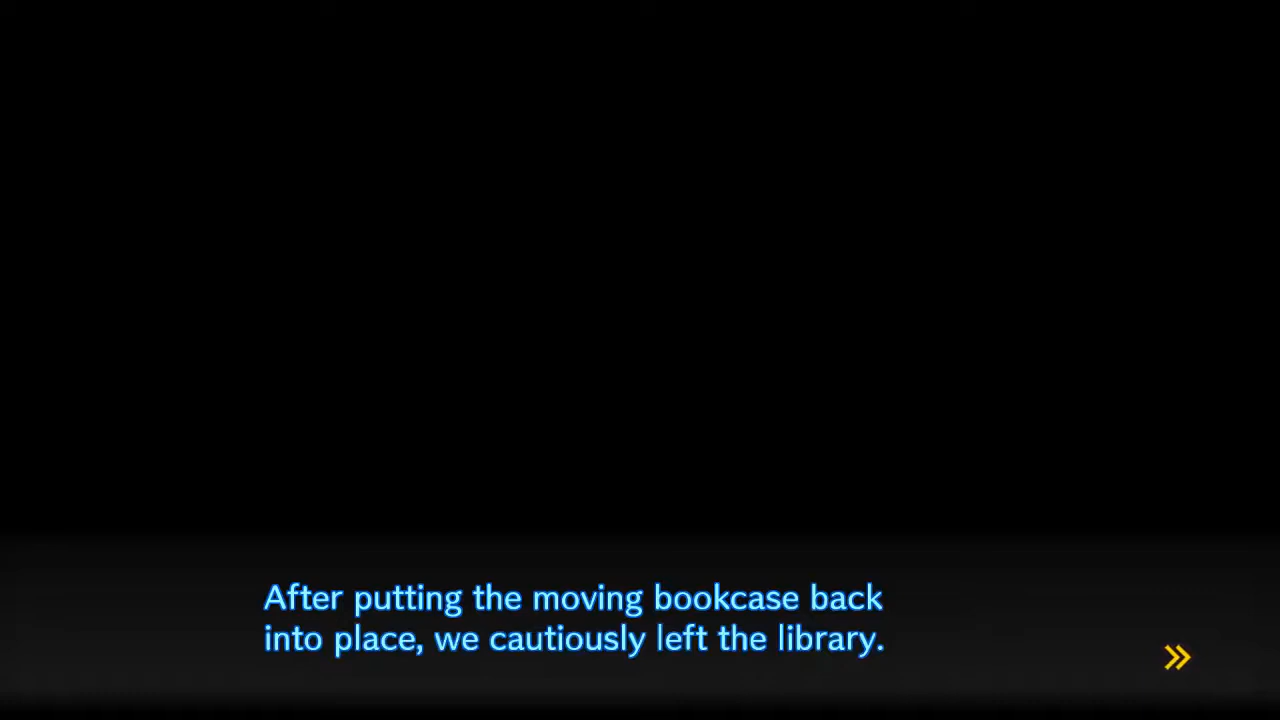 After putting the moving bookcase back
into place, we cautiously left the library.